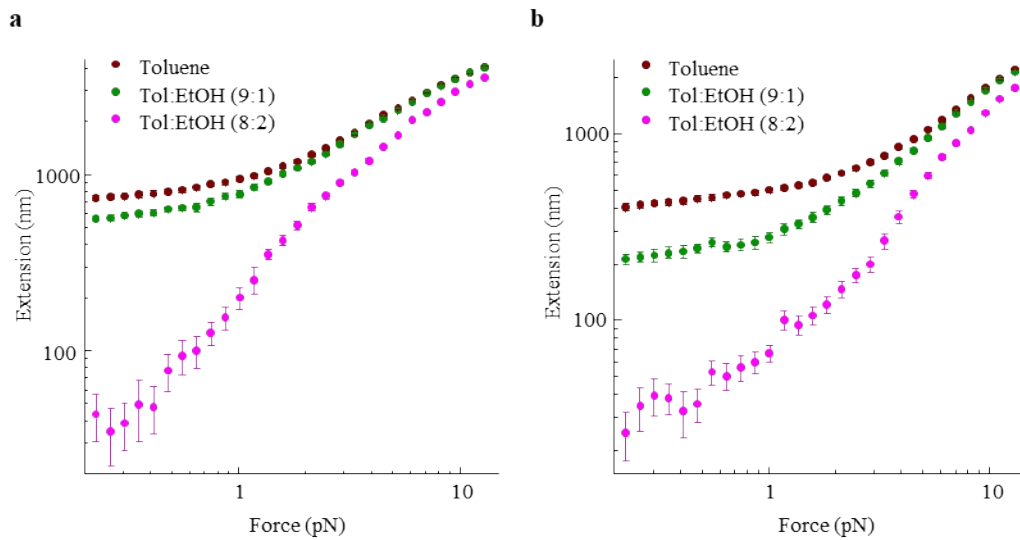 a
Toluene
Tol:EtOH (9:1)
Tol:EtOH (8:2)
1000
100
Extension (nm)
1
10
Force (pN)
b
Toluene
Tol:EtOH (9:1)
Tol:EtOH (8:2)
1000
100
Extension (nm)
1
10
Force (pN)